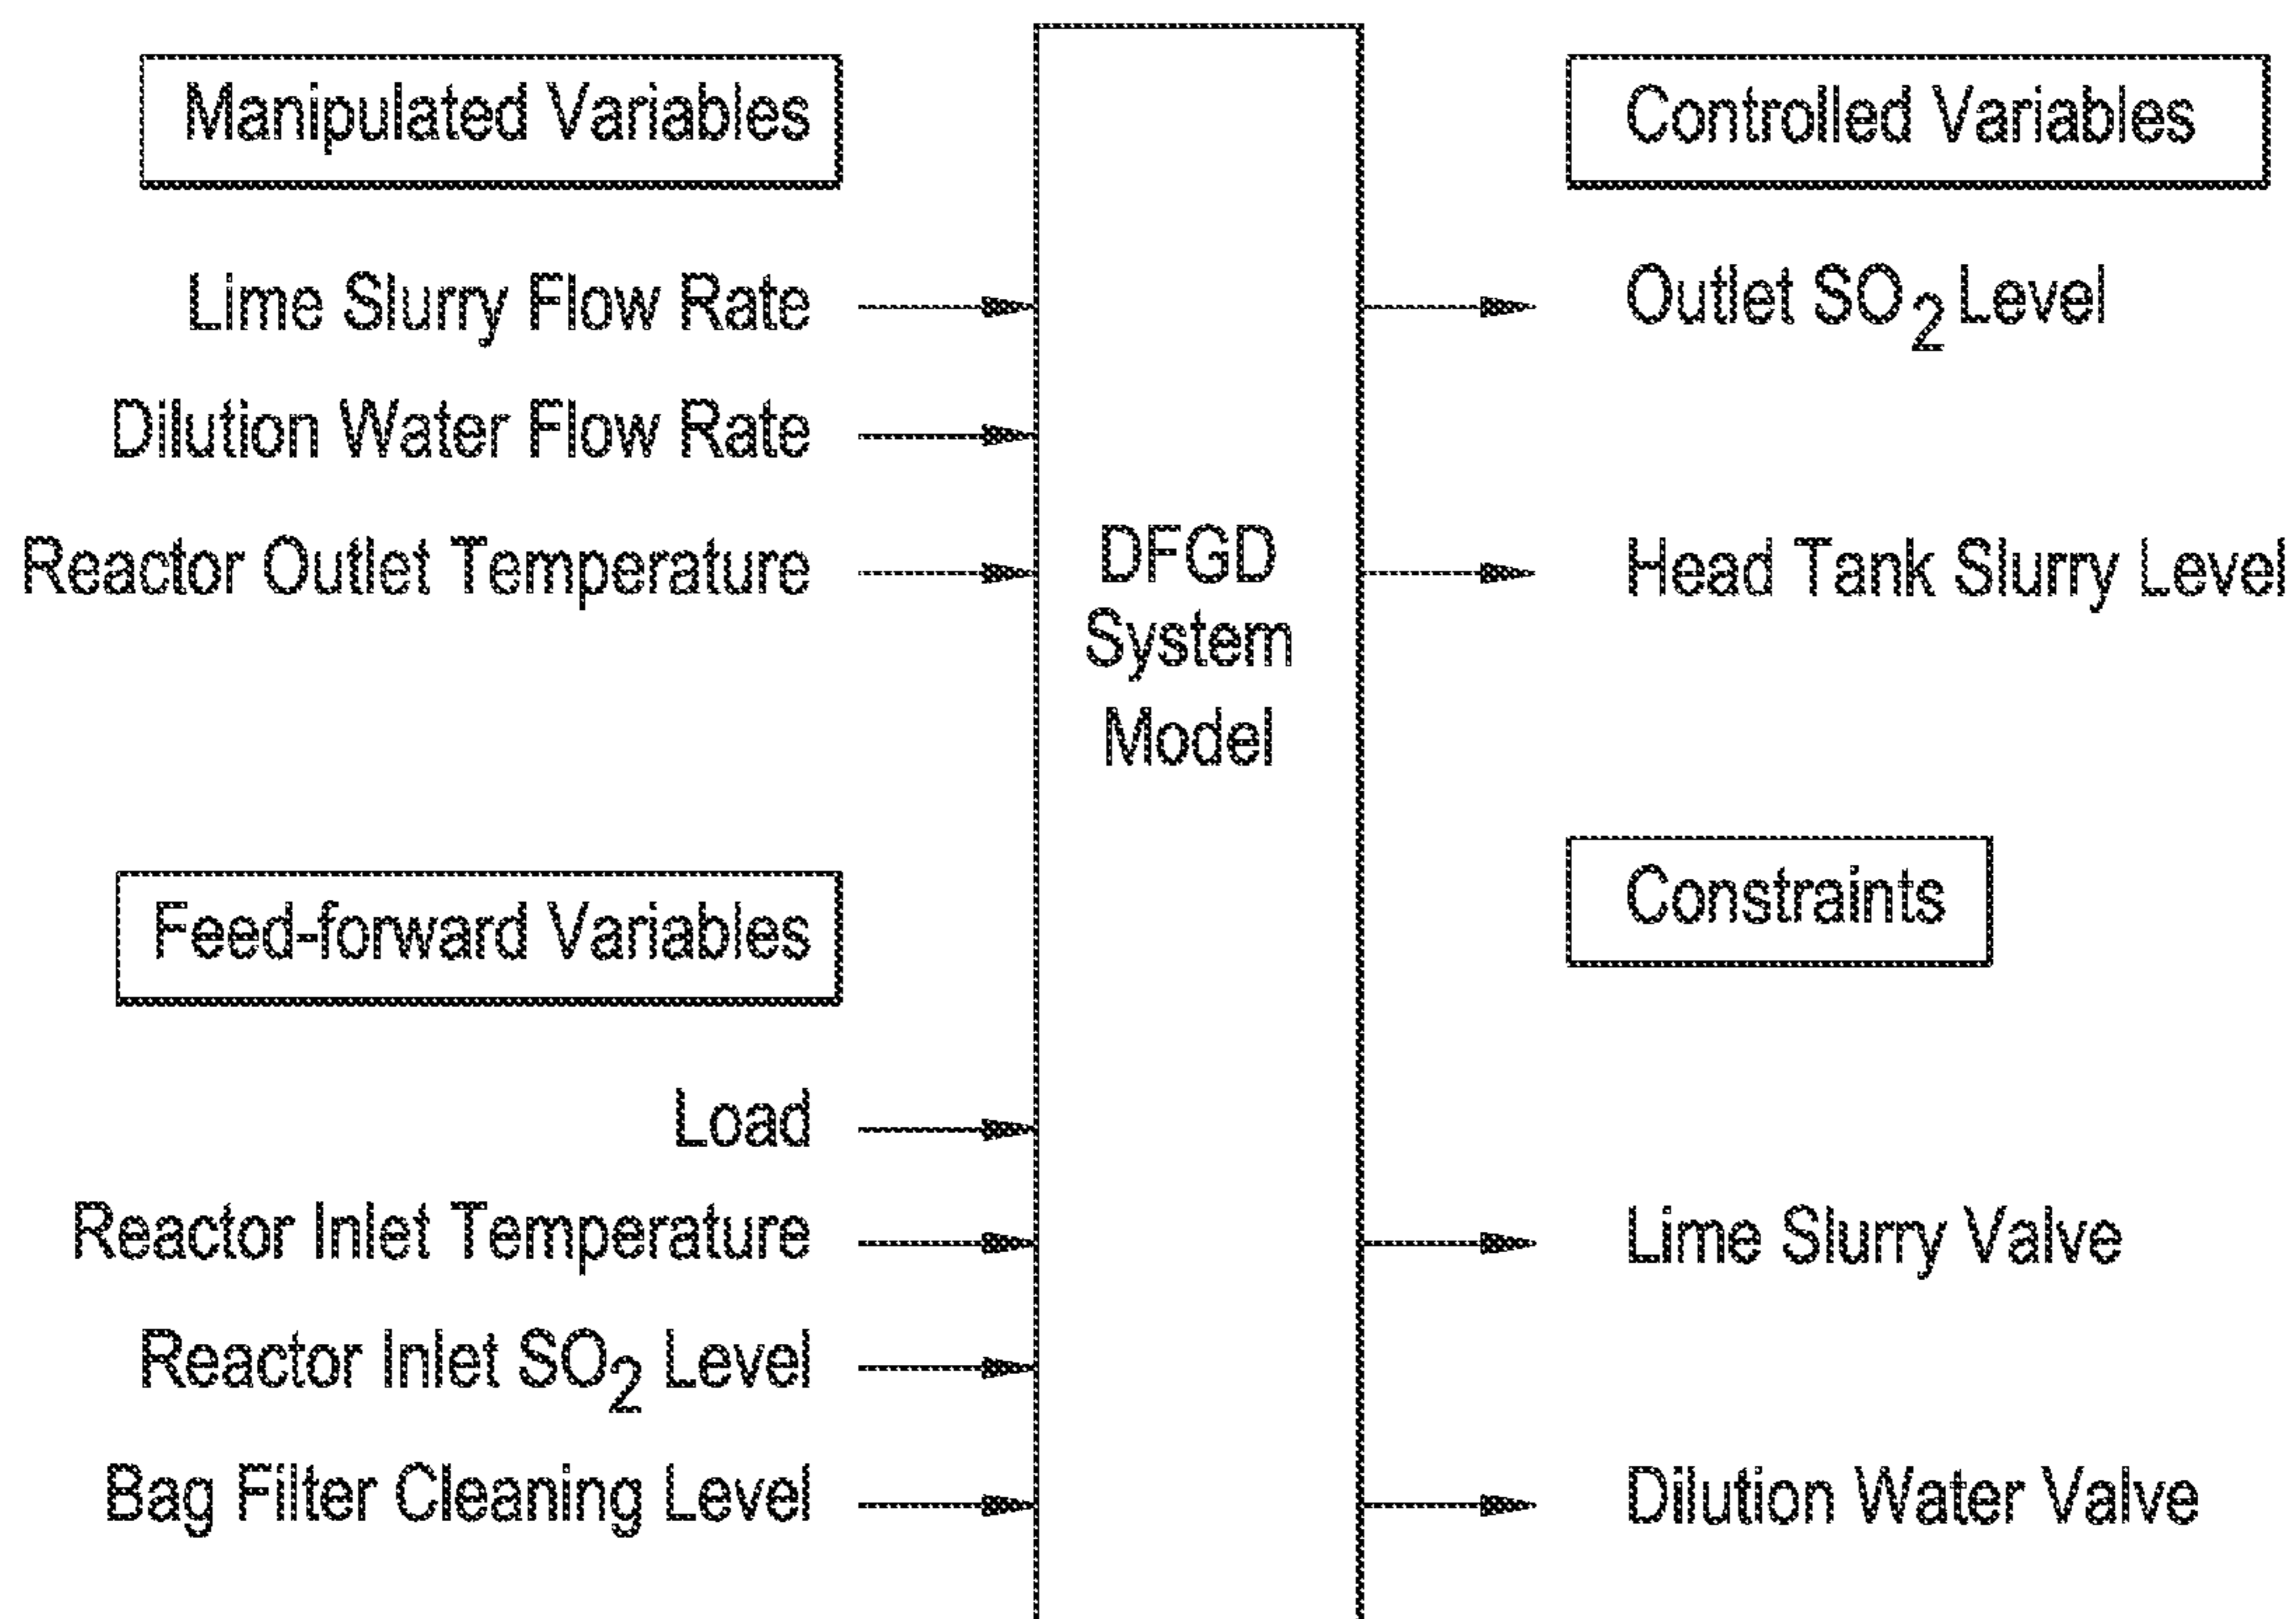 Manipulated Variables
Lime Slurry Flow Rate
Dilution Water Flow Rate
Reactor Outlet Temperature
Feed-forward Variables
Load
Reactor Inlet Temperature
Reactor Inlet SO₂ Level
Bag Filter Cleaning Level
DFGD
System
Model
Controlled Variables
Outlet SO₂ Level
Head Tank Slurry Level
Constraints
Lime Slurry Valve
Dilution Water Valve